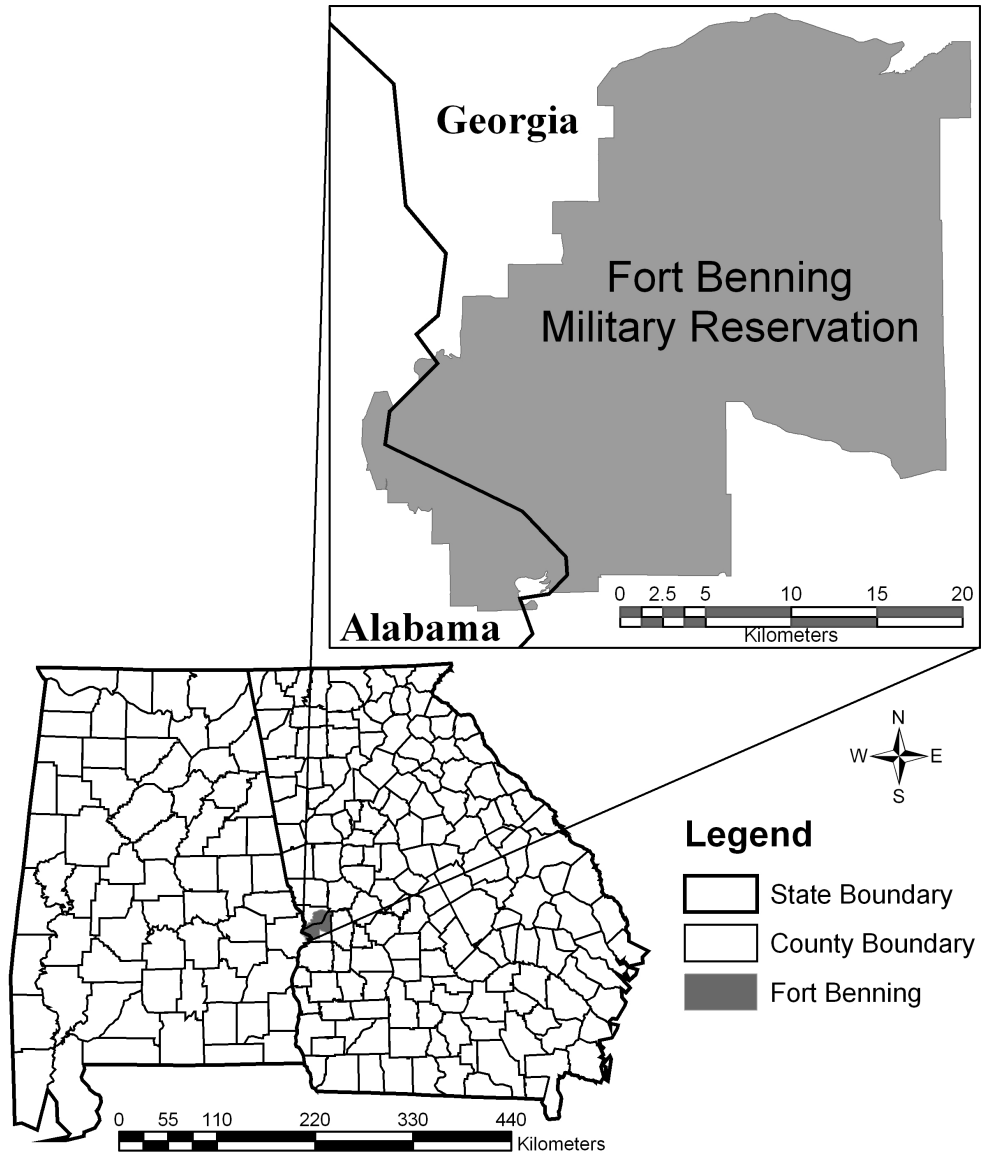 Georgia
Fort Benning
Military Reservation
0 2.5 5 10 15 20
Kilometers
Alabama
N
W E
S
Legend
State Boundary
County Boundary
Fort Benning
0 55 110 220 330 440
Kilometers